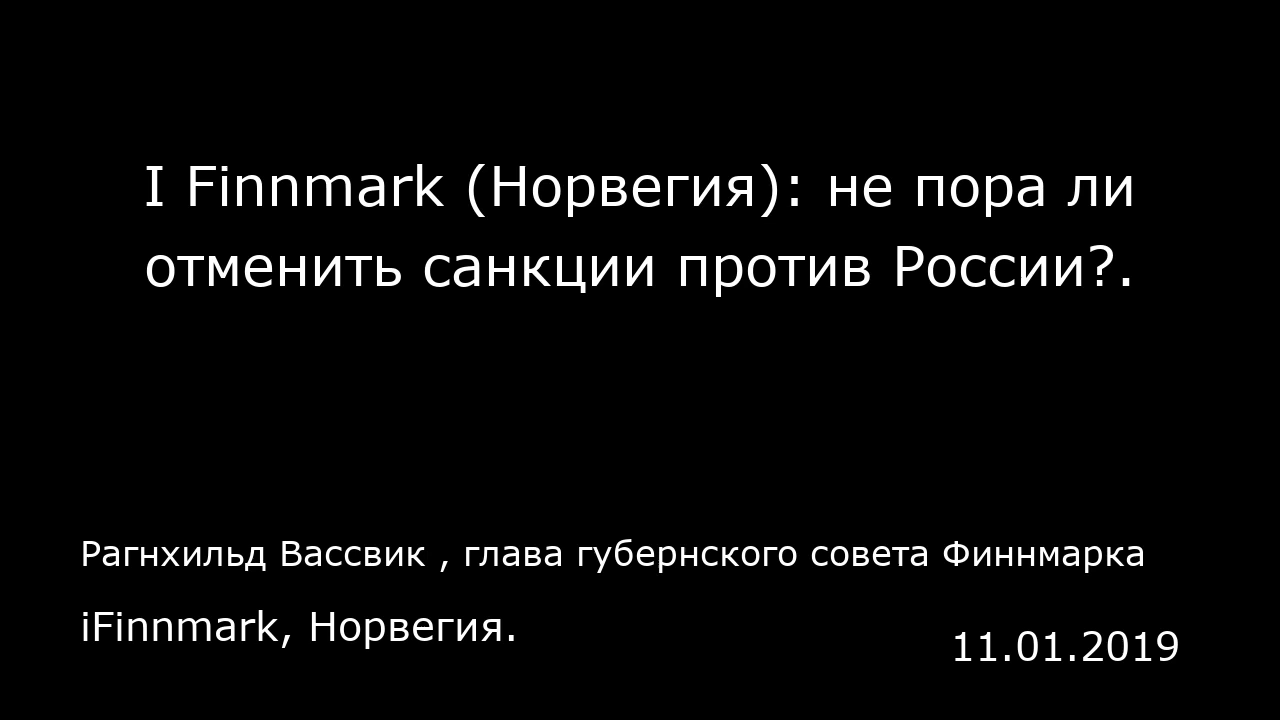 I Finnmark (Норвегия): не пора ли
отменить санкции против России?.
Рагнхильд Вассвик , глава губернского совета Финнмарка
iFinnmark, Норвегия.
11.01.2019